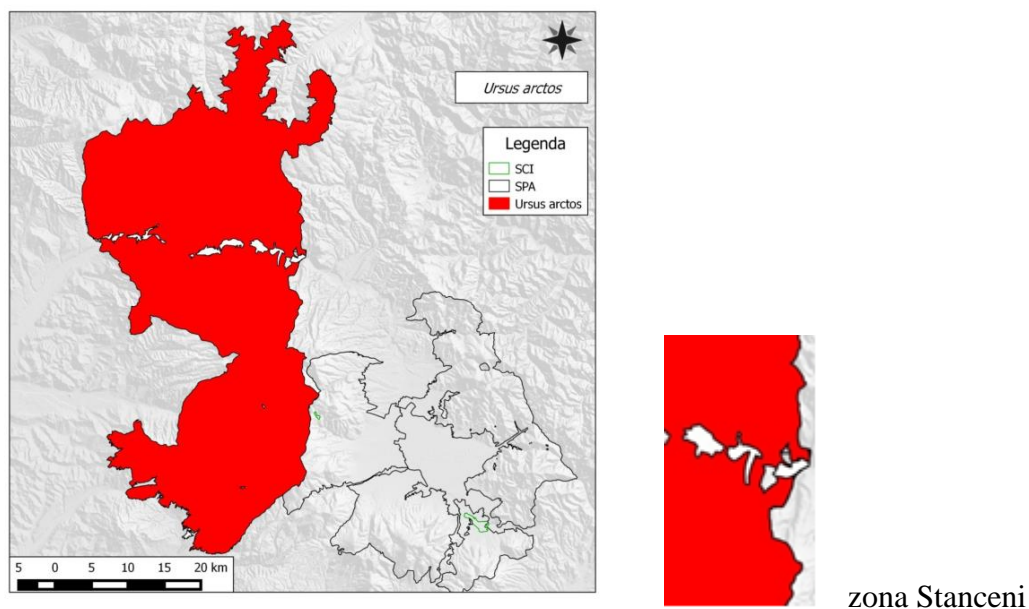 Ursus arctos
Legenda
SCI
SPA
Ursus arctos
5 0 5 10 15 20 km
zona Stanceni